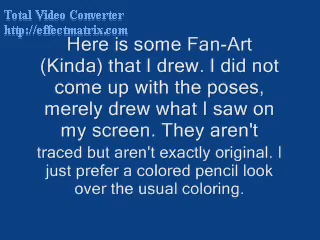 Total Video Converter
http://effectmatrix.com
Here is some Fan-Art
(Kinda) that I drew. I did not
come up with the poses,
merely drew what I saw on
my screen. They aren't
traced but aren't exactly original. I
just prefer a colored pencil look
over the usual coloring.